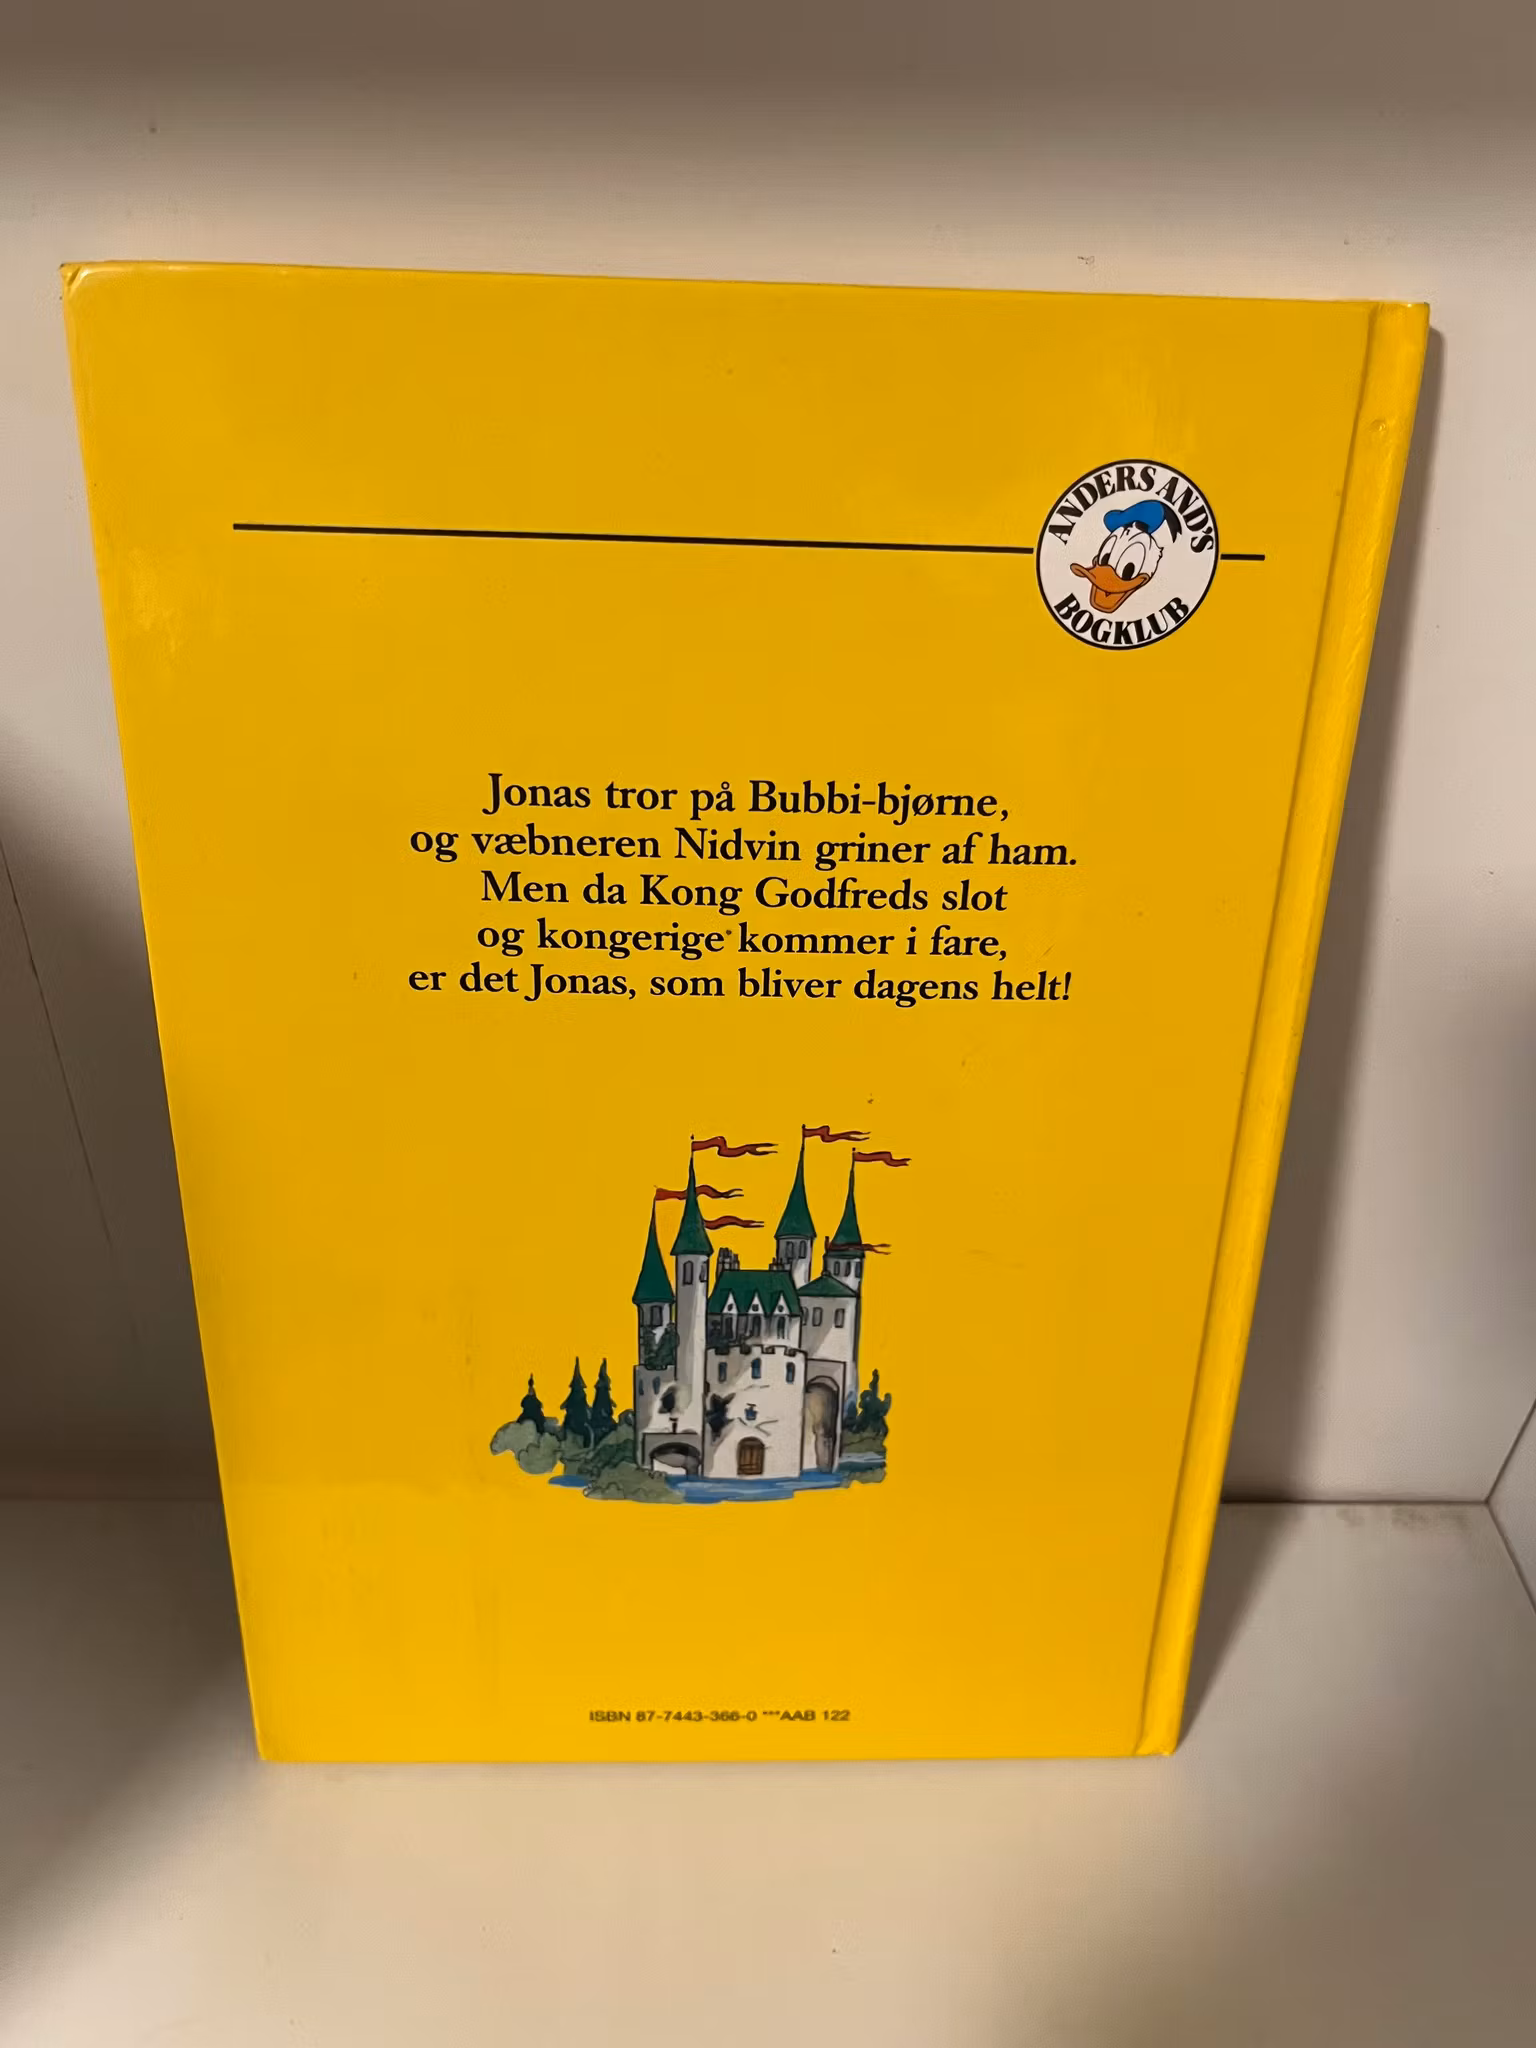 ANDERS AND'S
BOGKLUB
Jonas tror på Bubbi-bjørne,
og væbneren Nidvin griner af ham.
Men da Kong Godfreds slot
og kongerige kommer i fare,
er det Jonas, som bliver dagens helt!
ISBN 87-7443-366-0 ***AAB 122